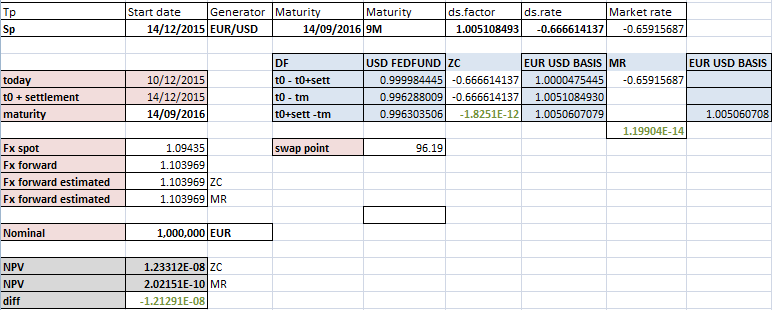 Tp Start date Generator Maturity Maturity ds.factor ds.rate Market rate
Sp 14/12/2015 EUR/USD 14/09/2016 9M 1.005108493 -0.666614137 -0.65915687
DF USD FEDFUND ZC EUR USD BASIS MR EUR USD BASIS
today 10/12/2015 t0 - t0+sett 0.999984445 -0.666614137 1.0000475445 -0.65915687
t0 + settlement 14/12/2015 t0 - tm 0.996288009 -0.666614137 1.0051084930
maturity 14/09/2016 t0+sett -tm 0.996303506 -1.8251E-12 1.0050607079 1.005060708
1.19904E-14
Fx spot 1.09435 swap point 96.19
Fx forward 1.103969
Fx forward estimated 1.103969 ZC
Fx forward estimated 1.103969 MR
Nominal 1,000,000 EUR
NPV 1.23312E-08 ZC
NPV 2.02151E-10 MR
diff -1.21291E-08